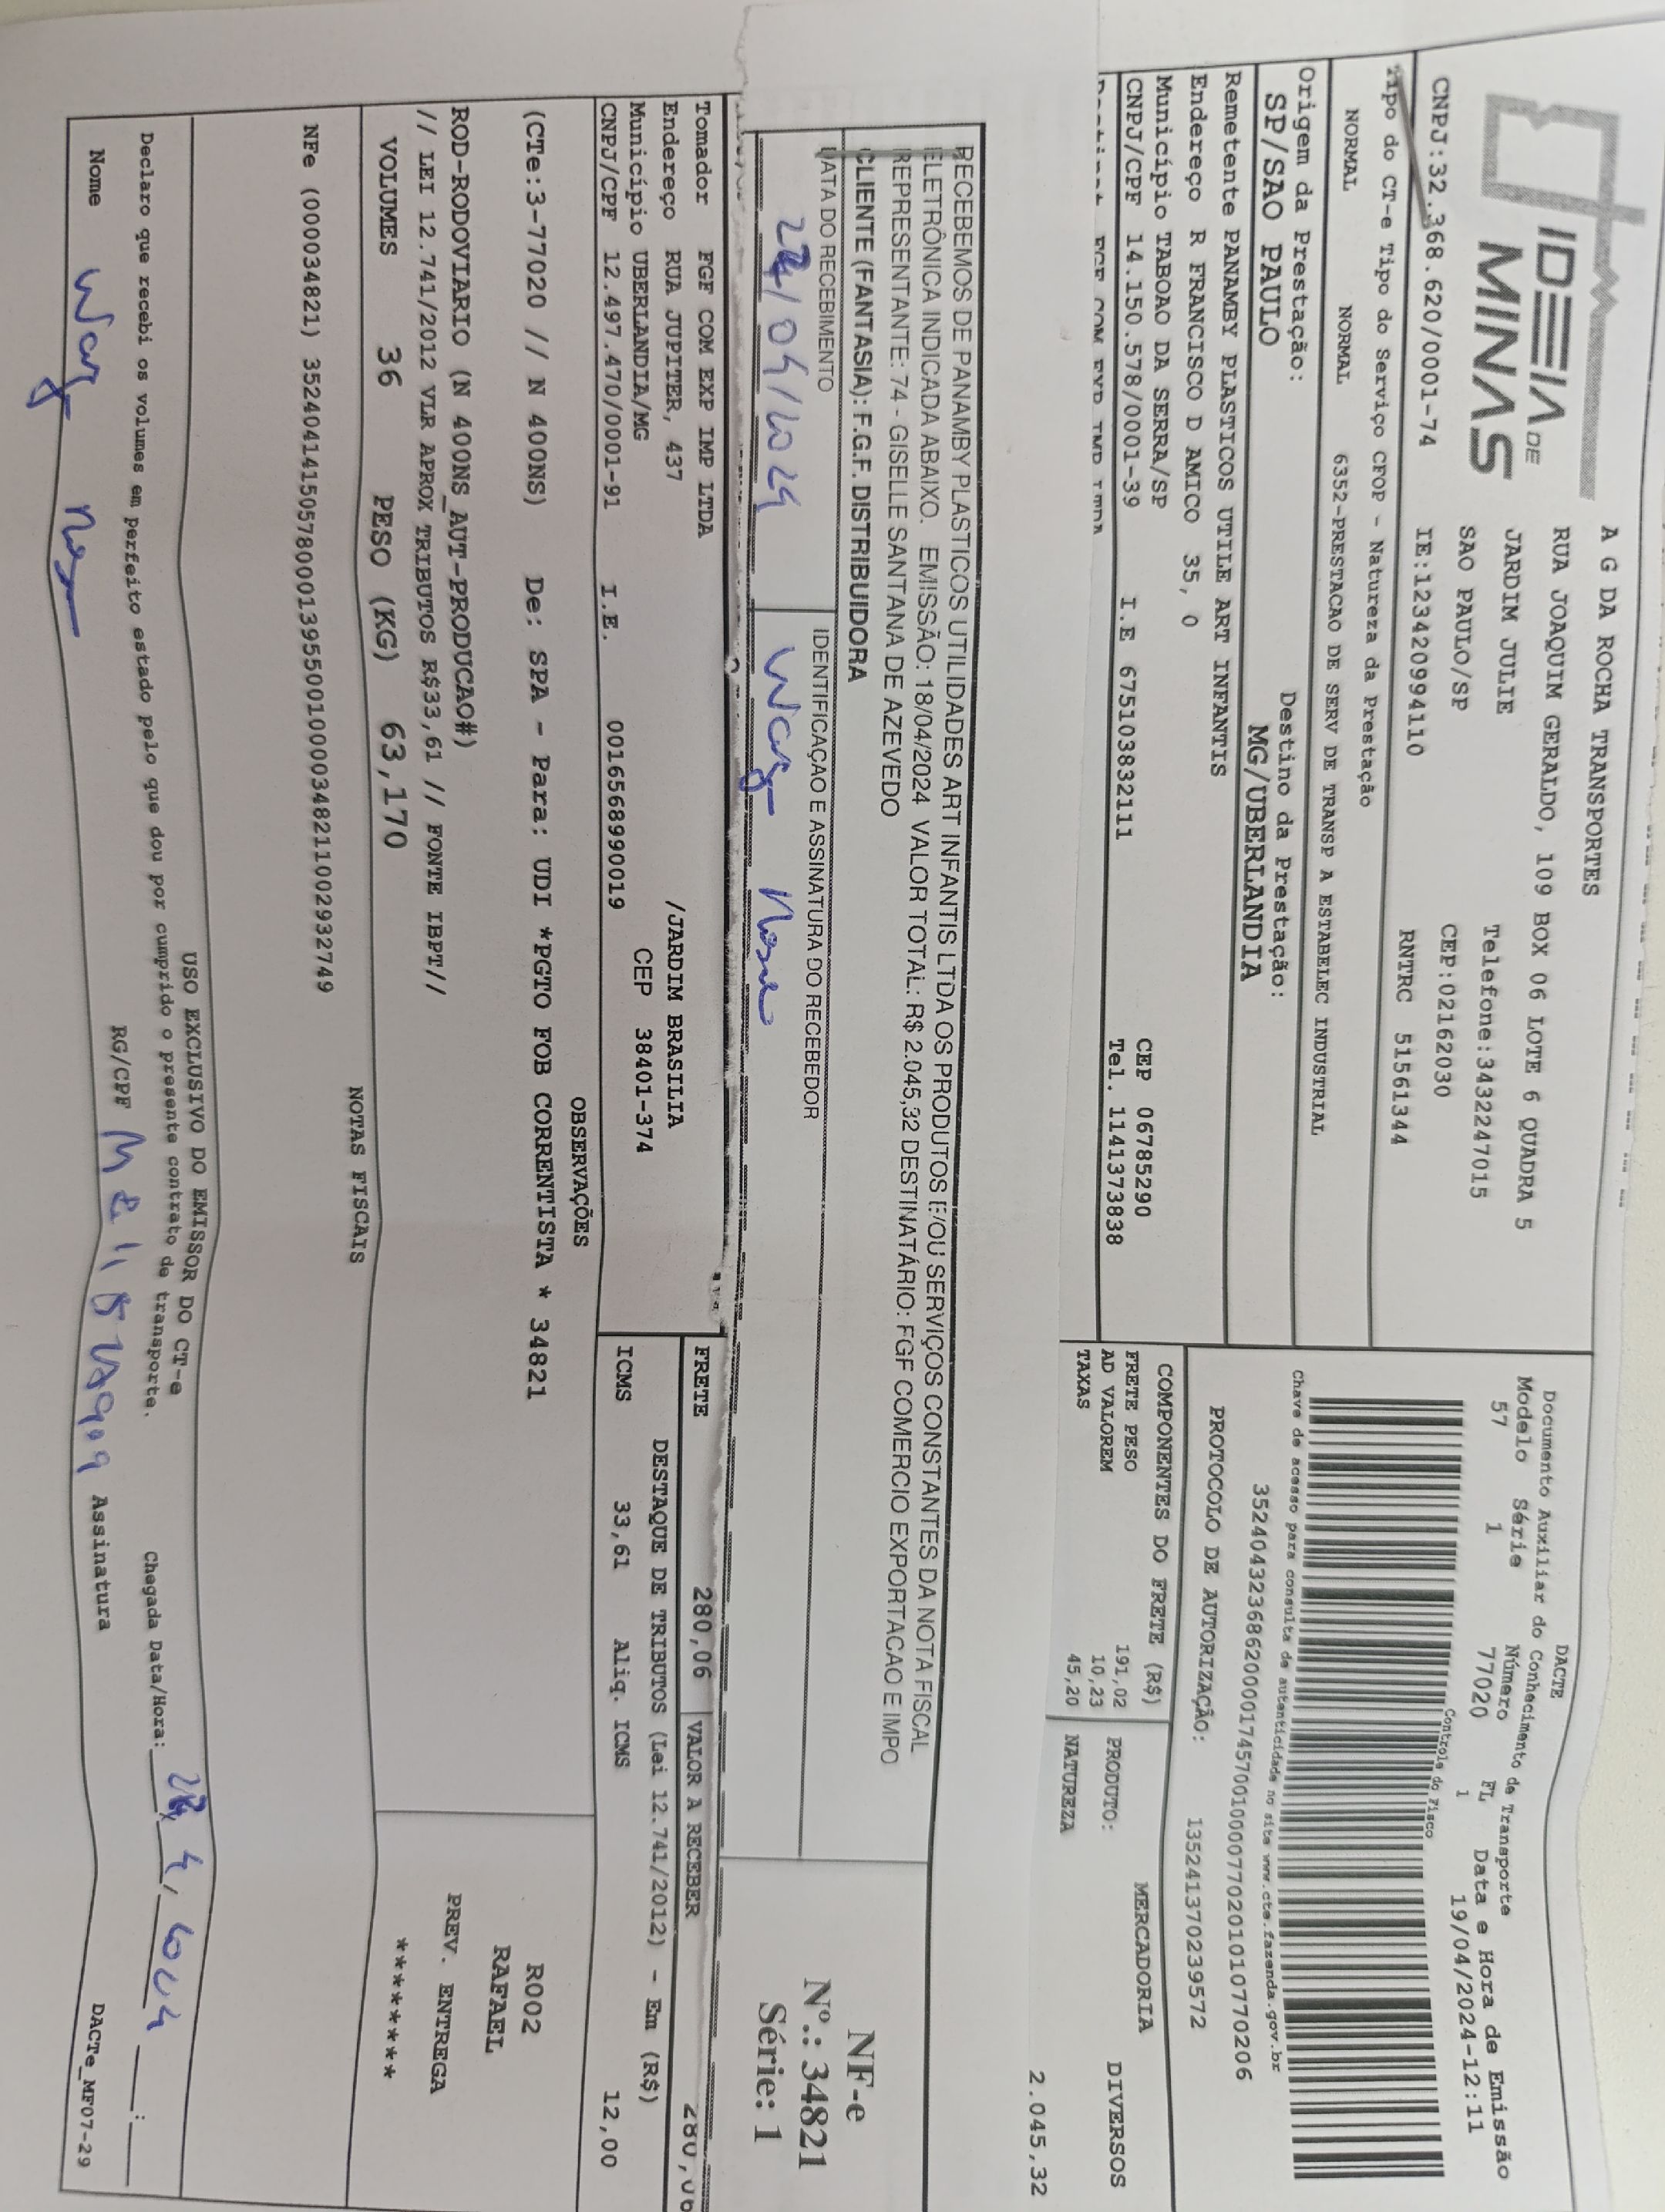 IDEIA DE
MINAS
A G DA ROCHA TRANSPORTES
RUA JOAQUIM GERALDO, 109 BOX 06 LOTE 6 QUADRA 5
JARDIM JULIE Telefone:3432247015
SAO PAULO/SP CEP:02162030
CNPJ:32.368.620/0001-74 IE:123420994110 RNTRC 51561344
Tipo do CT-e Tipo do Serviço CFOP - Natureza da Prestação
NORMAL NORMAL 6352-PRESTACAO DE SERV DE TRANSP A ESTABELEC INDUSTRIAL
Origem da Prestação: Destino da Prestação:
SP/SAO PAULO MG/UBERLANDIA
Remetente PANAMBY PLASTICOS UTILE ART INFANTIS
Endereço R FRANCISCO D AMICO 35, 0
Município TABOAO DA SERRA/SP CEP 06785290
CNPJ/CPF 14.150.578/0001-39 I.E 675103832111 Tel. 1141373838
DACTE
Documento Auxiliar do Conhecimento de Transporte
Modelo Série Número FL Data e Hora de Emissão
57 1 77020 1 19/04/2024-12:11
Controle do Fisco
Chave de acesso para consulta de autenticidade no site www.cte.fazenda.gov.br
35240432368620000174570010000770201010770206
PROTOCOLO DE AUTORIZAÇÃO: 135241370239572
COMPONENTES DO FRETE (R$) MERCADORIA
FRETE PESO 191,02 PRODUTO: DIVERSOS
AD VALOREM 10,23
TAXAS 45,20 NATUREZA
2.045,32
RECEBEMOS DE PANAMBY PLASTICOS UTILIDADES ART INFANTIS LTDA OS PRODUTOS E/OU SERVIÇOS CONSTANTES DA NOTA FISCAL
ELETRÔNICA INDICADA ABAIXO. EMISSÃO: 18/04/2024 VALOR TOTAL: R$ 2.045,32 DESTINATÁRIO: FGF COMERCIO EXPORTACAO E IMPO
REPRESENTANTE: 74 - GISELLE SANTANA DE AZEVEDO
CLIENTE (FANTASIA): F.G.F. DISTRIBUIDORA
DATA DO RECEBIMENTO IDENTIFICAÇAO E ASSINATURA DO RECEBEDOR
NF-e
Nº.: 34821
Série: 1
Tomador FGF COM EXP IMP LTDA
Endereço RUA JUPITER, 437 /JARDIM BRASILIA
Município UBERLANDIA/MG CEP 38401-374
CNPJ/CPF 12.497.470/0001-91 I.E. 0016568990019
FRETE 280,06 VALOR A RECEBER 280,06
DESTAQUE DE TRIBUTOS (Lei 12.741/2012) - Em (R$)
ICMS 33,61 Aliq. ICMS 12,00
OBSERVAÇÕES
(CTe:3-77020 // N 400NS) De: SPA - Para: UDI *PGTO FOB CORRENTISTA * 34821
ROD-RODOVIARIO (N 400NS_AUT-PRODUCAO#)
// LEI 12.741/2012 VLR APROX TRIBUTOS R$33,61 // FONTE IBPT//
R002
RAFAEL
PREV. ENTREGA
********
VOLUMES 36 PESO (KG) 63,170
NOTAS FISCAIS
NFe (000034821) 35240414150578000139550010000348211002932749
USO EXCLUSIVO DO EMISSOR DO CT-e
Declaro que recebi os volumes em perfeito estado pelo que dou por cumprido o presente contrato de transporte. Chegada Data/Hora:
Nome RG/CPF Assinatura
DACTe_MF07-29